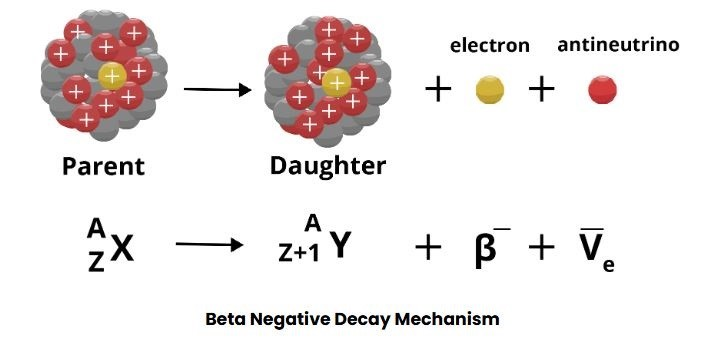 electron antineutrino
+ + + + + + + +
+ + + + + + + + + + + +
→ + +
Parent Daughter
A
Z X → A
Z+1 Y + β⁻ + V̅e
Beta Negative Decay Mechanism